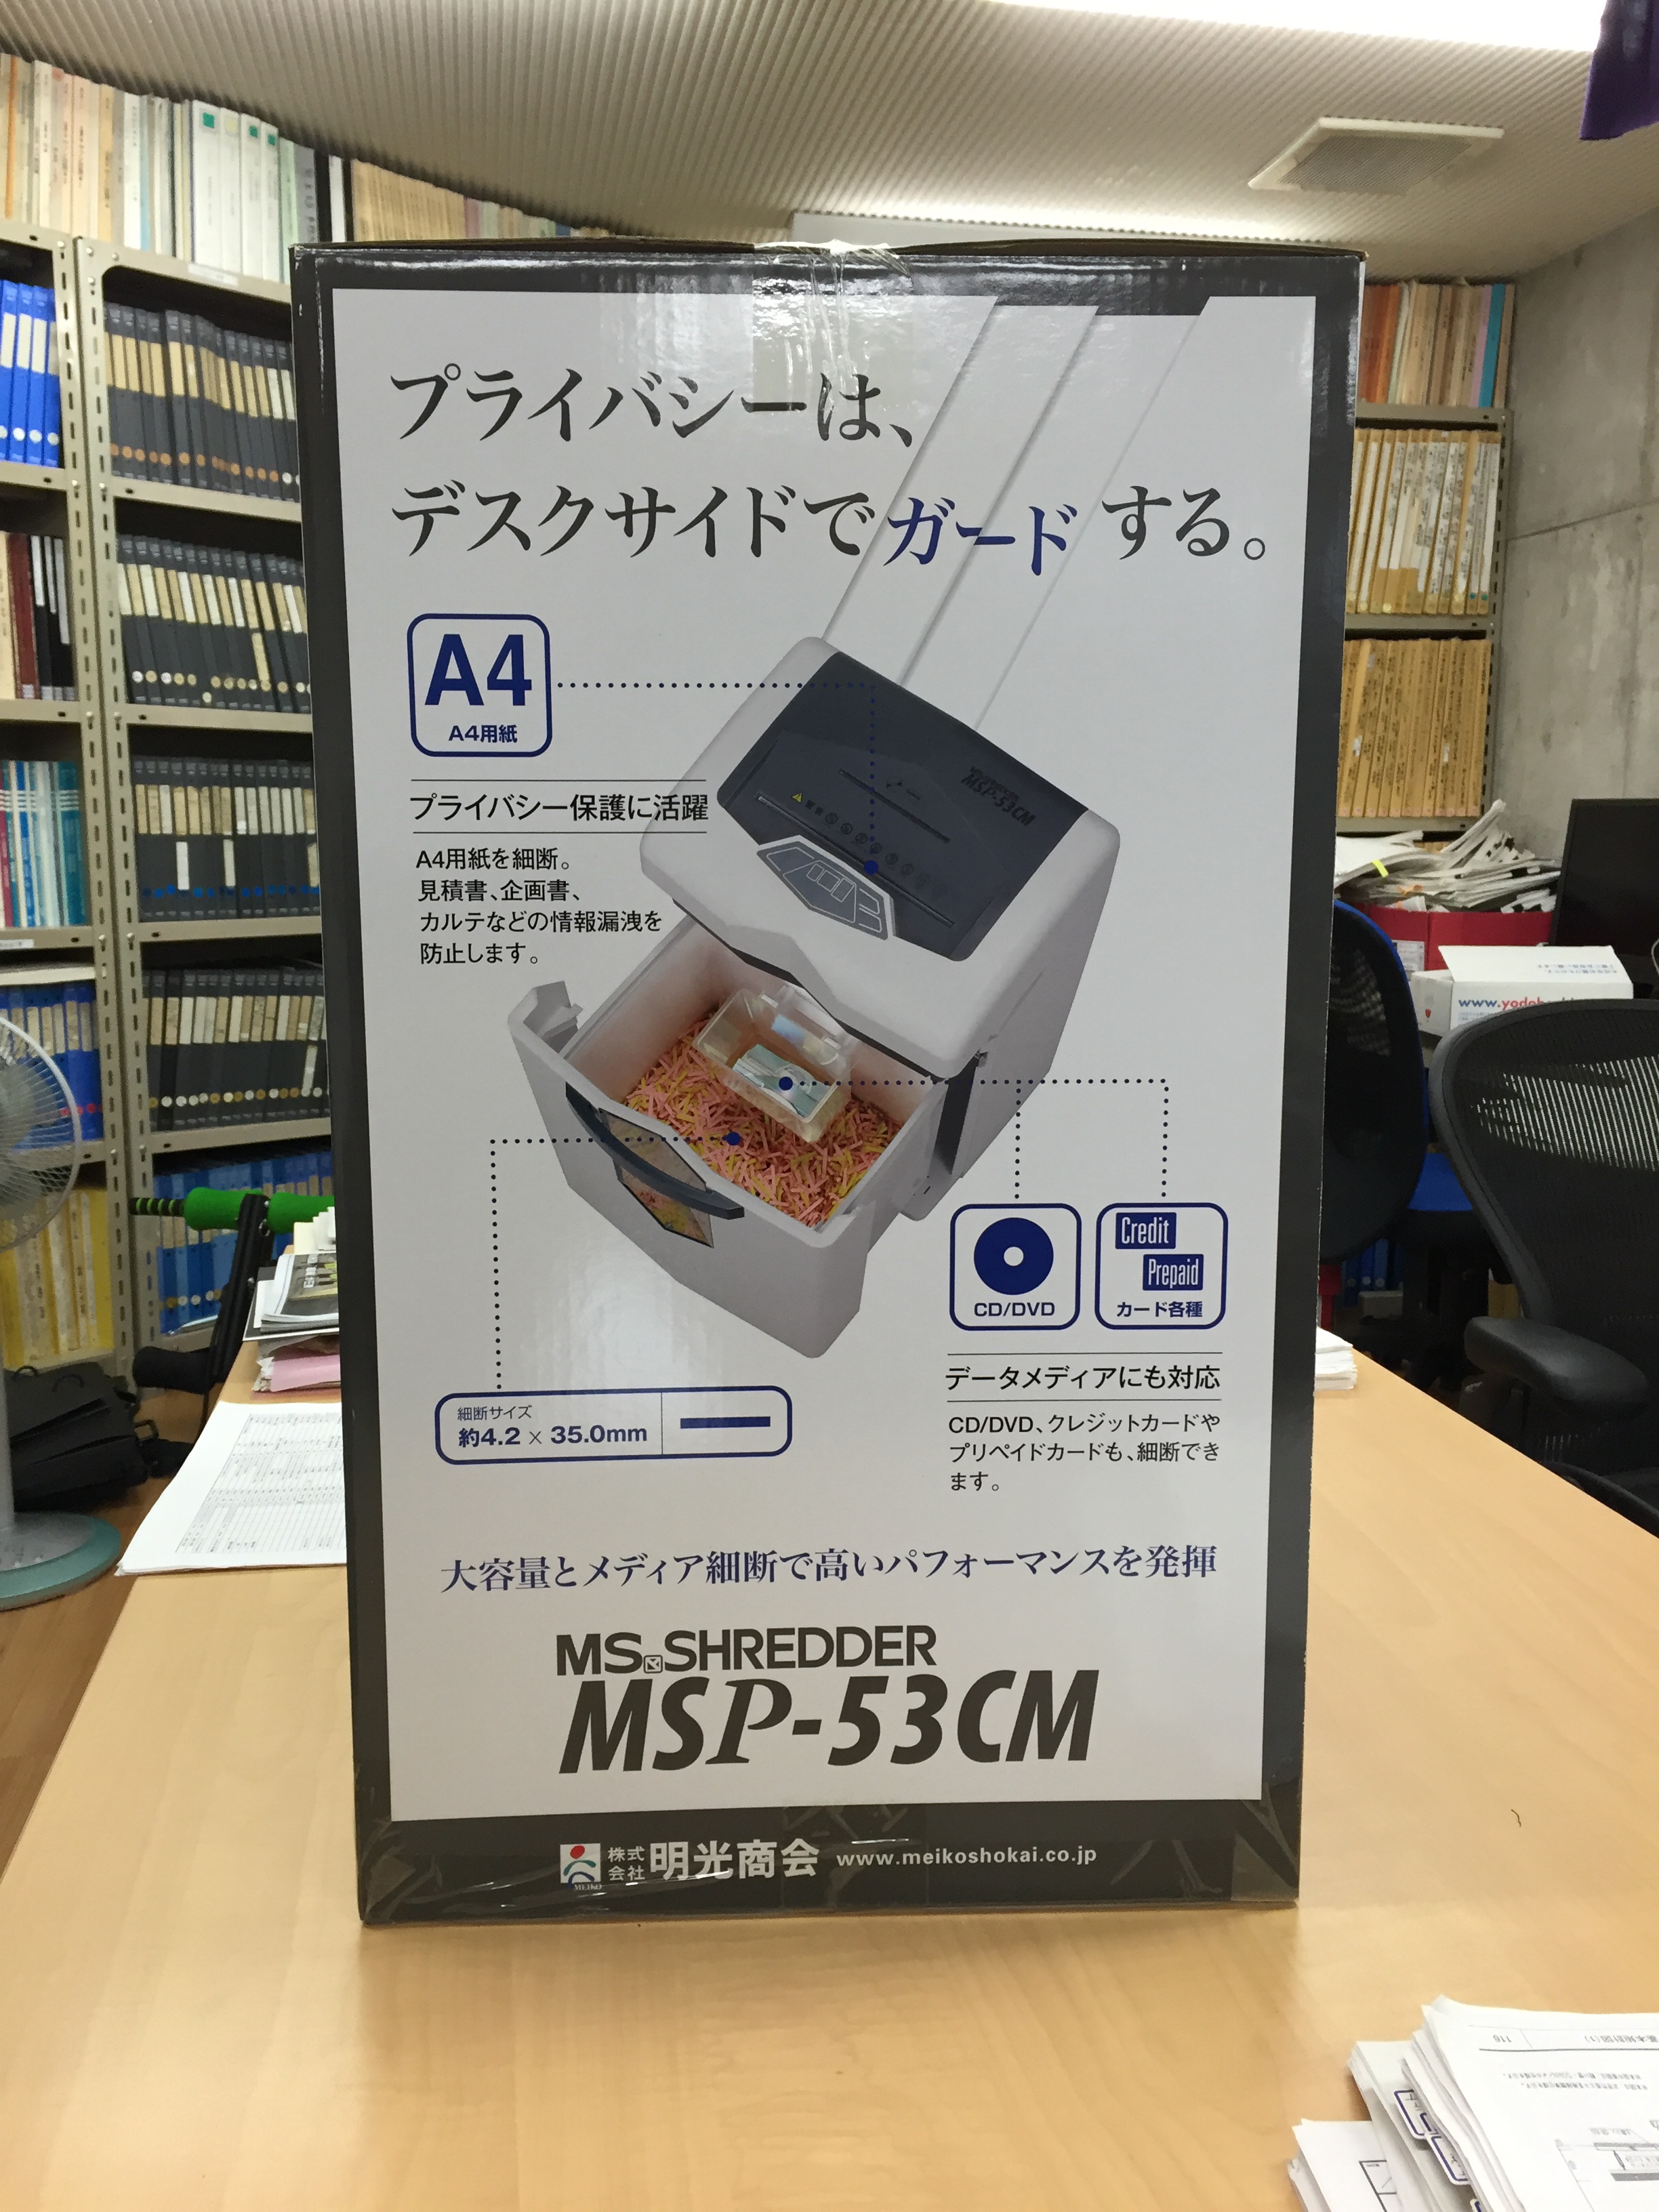 プライバシーは、
デスクサイドでガードする。
A4
A4用紙
プライバシー保護に活躍
A4用紙を細断。
見積書、企画書、
カルテなどの情報漏洩を
防止します。
MSP-53CM
CD/DVD
Credit
Prepaid
カード各種
データメディアにも対応
CD/DVD、クレジットカードや
プリペイドカードも、細断でき
ます。
細断サイズ
約4.2 × 35.0mm
大容量とメディア細断で高いパフォーマンスを発揮
MS SHREDDER
MSP-53CM
MEIKO
株式会社 明光商会 www.meikoshokai.co.jp